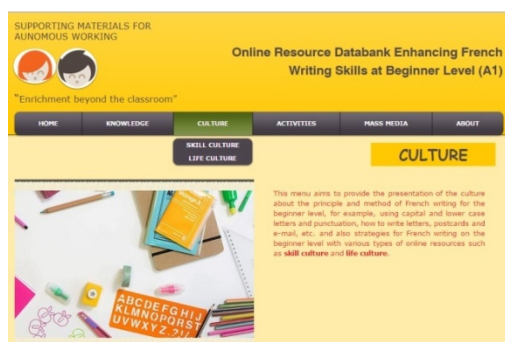 SUPPORTING MATERIALS FOR
AUNOMOUS WORKING
Online Resource Databank Enhancing French
Writing Skills at Beginner Level (A1)
"Enrichment beyond the classroom"
HOME KNOWLEDGE CULTURE ACTIVITIES MASS MEDIA ABOUT
SKILL CULTURE
LIFE CULTURE
CULTURE
This menu aims to provide the presentation of the culture
about the principle and method of French writing for the
beginner level, for example, using capital and lower case
letters and punctuation, how to write letters, postcards and
e-mail, etc. and also strategies for French writing on the
beginner level with various types of online resources such
as skill culture and life culture.
ABCDEFGHIJ
KLMNOPQRST
UVWXYZ.?!/